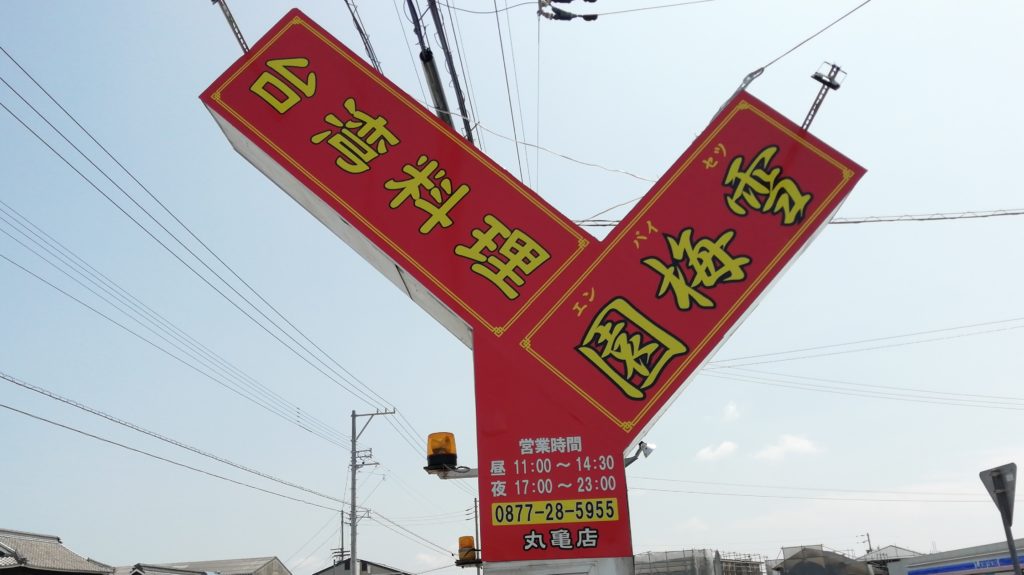 台湾料理
雪梅園
セツ
バイ
エン
営業時間
昼 11:00～14:30
夜 17:00～23:00
0877-28-5955
丸亀店